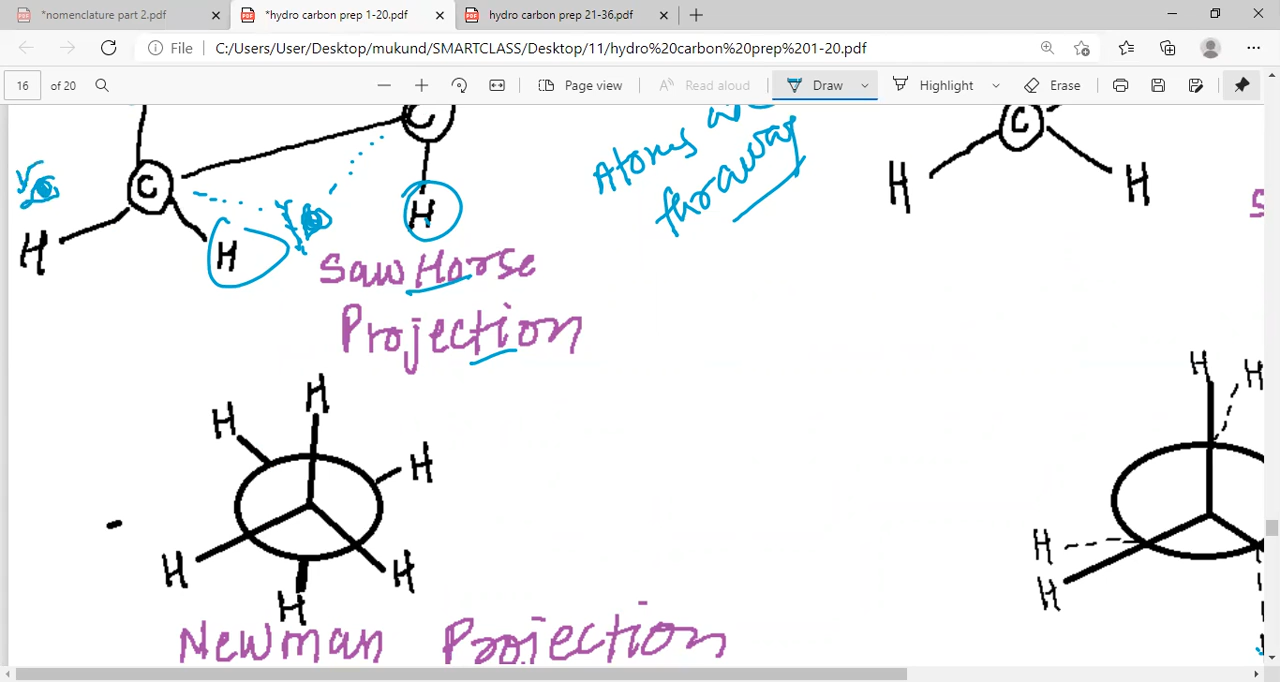 *nomenclature part 2.pdf
*hydro carbon prep 1-20.pdf
hydro carbon prep 21-36.pdf
File
C:/Users/User/Desktop/mukund/SMARTCLASS/Desktop/11/hydro%20carbon%20prep%201-20.pdf
16 of 20
Page view
Read aloud
Draw
Highlight
Erase
C
C
H
H
H
Atoms are
far away
C
H
H
Saw Horse
Projection
H
H
H
H
H
H
H
H
H
H
Newman Projection